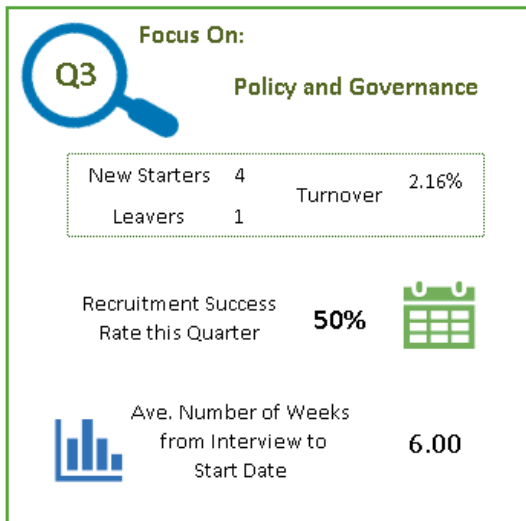 Focus On:
Q3
Policy and Governance
New Starters 4
Turnover 2.16%
Leavers 1
Recruitment Success
Rate this Quarter
50%
Ave. Number of Weeks
from Interview to
Start Date
6.00